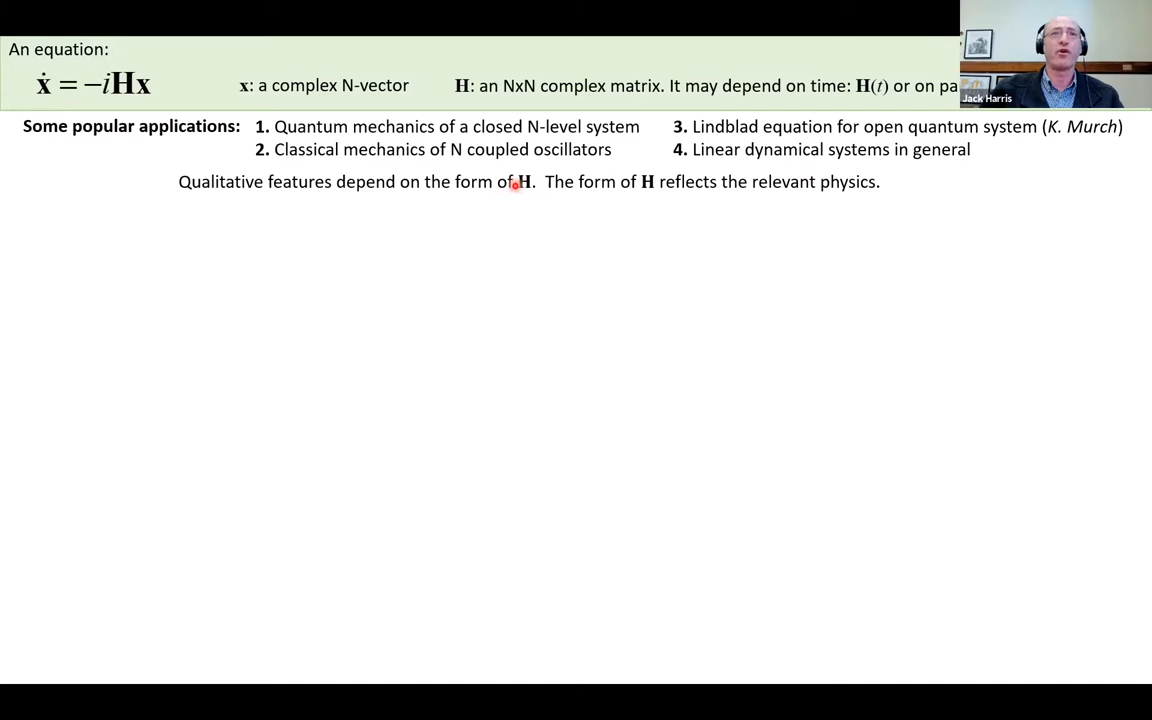 An equation:
ẋ = −iHx
x: a complex N-vector
H: an NxN complex matrix. It may depend on time: H(t) or on pa
Jack Harris
Some popular applications:
1. Quantum mechanics of a closed N-level system
3. Lindblad equation for open quantum system (K. Murch)
2. Classical mechanics of N coupled oscillators
4. Linear dynamical systems in general
Qualitative features depend on the form of H. The form of H reflects the relevant physics.